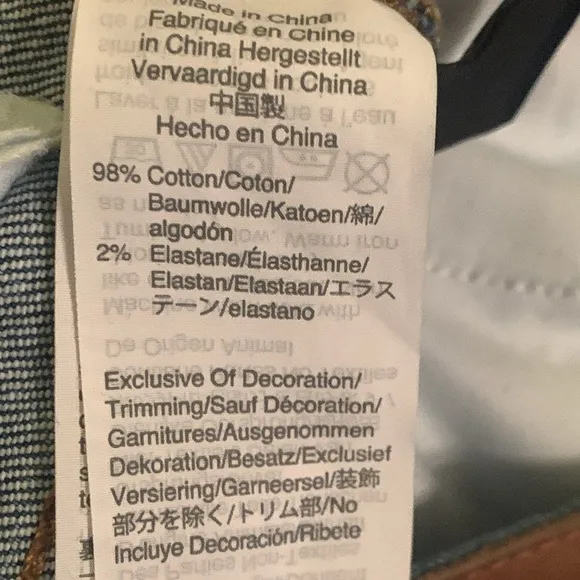 Made in China
Fabriqué en Chine
in China Hergestellt
Vervaardigd in China
中国製
Hecho en China
98% Cotton/Coton/
Baumwolle/Katoen/綿/
algodón
2% Elastane/Élasthanne/
Elastan/Elastaan/エラス
テーン/elastano
Exclusive Of Decoration/
Trimming/Sauf Décoration/
Garnitures/Ausgenommen
Dekoration/Besatz/Exclusief
Versiering/Garneersel/装飾
部分を除く/トリム部/No
Incluye Decoración/Ribete